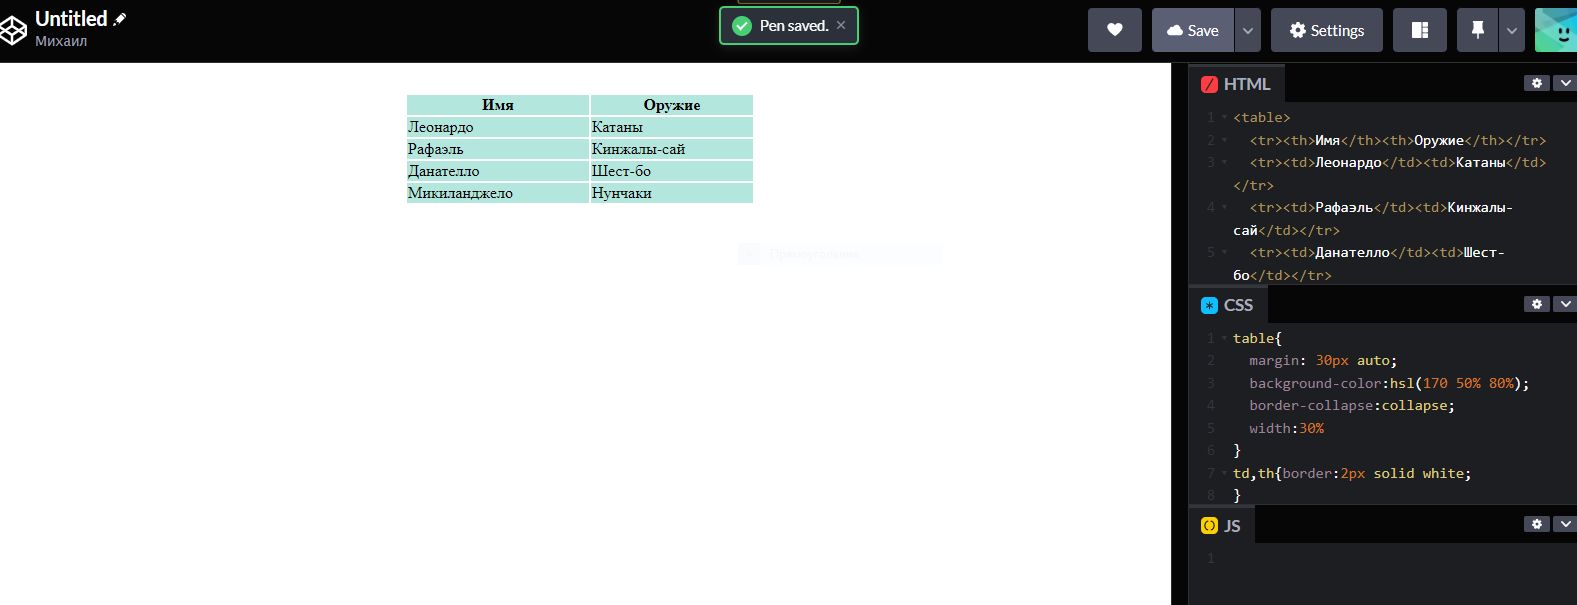 Untitled
Михаил
Pen saved. ×
Save
Settings
Имя Оружие
Леонардо Катаны
Рафаэль Кинжалы-сай
Данателло Шест-бо
Микиланджело Нунчаки
HTML
1 <table>
2 <tr><th>Имя</th><th>Оружие</th></tr>
3 <tr><td>Леонардо</td><td>Катаны</td>
</tr>
4 <tr><td>Рафаэль</td><td>Кинжалы-
сай</td></tr>
5 <tr><td>Данателло</td><td>Шест-
бо</td></tr>
CSS
1 table{
2 margin: 30px auto;
3 background-color:hsl(170 50% 80%);
4 border-collapse:collapse;
5 width:30%
6 }
7 td,th{border:2px solid white;
8 }
JS
1